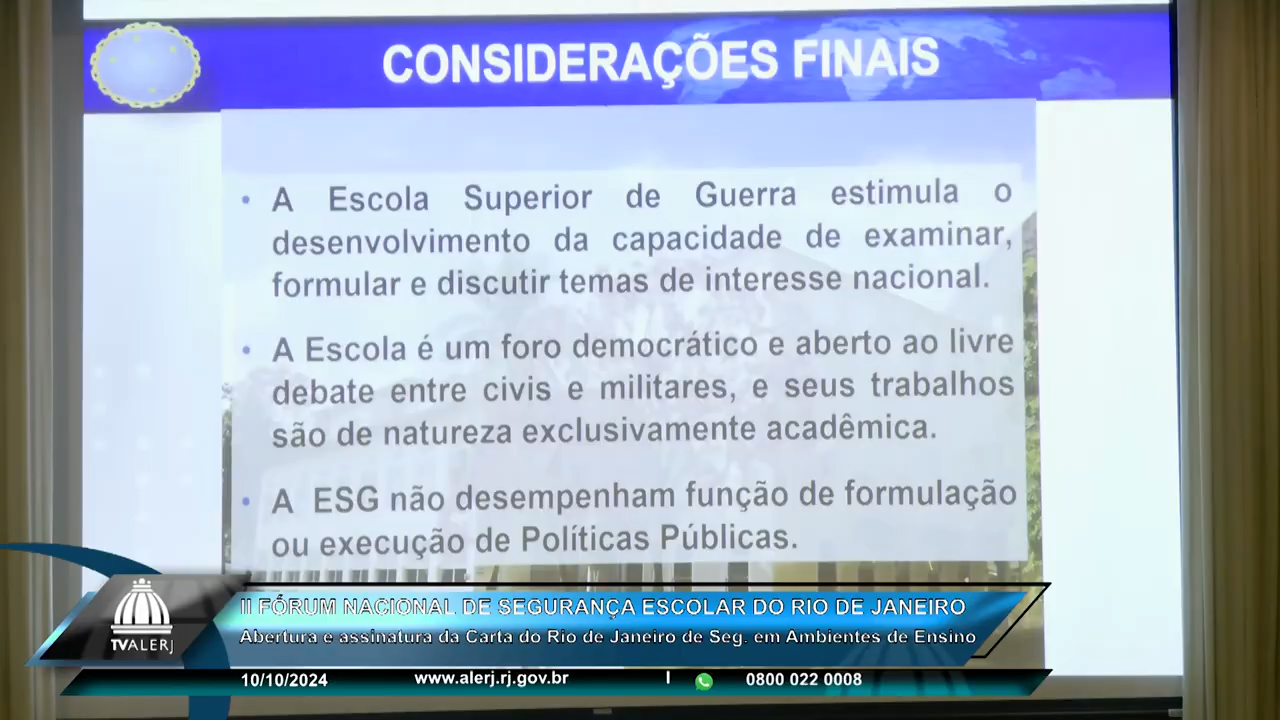 CONSIDERAÇÕES FINAIS
• A Escola Superior de Guerra estimula o
desenvolvimento da capacidade de examinar,
formular e discutir temas de interesse nacional.
• A Escola é um foro democrático e aberto ao livre
debate entre civis e militares, e seus trabalhos
são de natureza exclusivamente acadêmica.
• A ESG não desempenham função de formulação
ou execução de Políticas Públicas.
II FÓRUM NACIONAL DE SEGURANÇA ESCOLAR DO RIO DE JANEIRO
Abertura e assinatura da Carta do Rio de Janeiro de Seg. em Ambientes de Ensino
TVALERJ
10/10/2024 www.alerj.rj.gov.br I 0800 022 0008